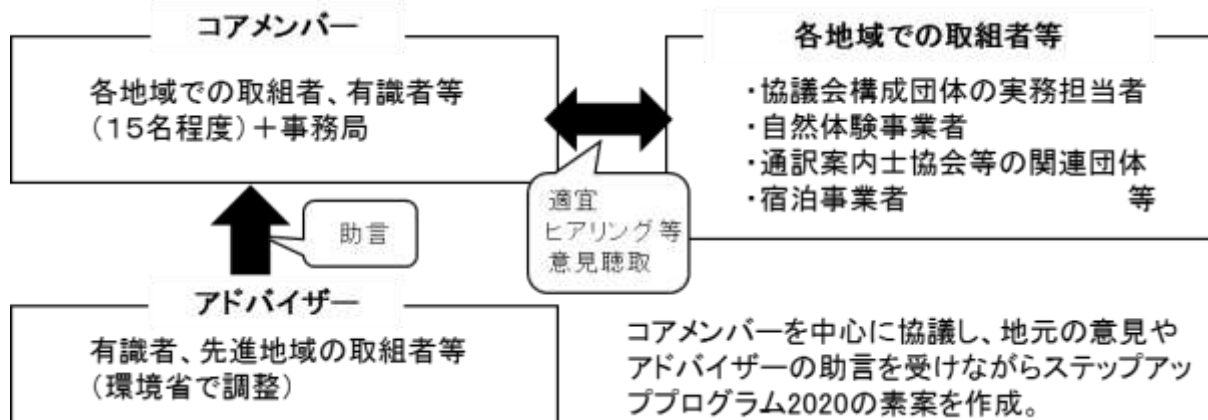 コアメンバー
各地域での取組者、有識者等
（15名程度）＋事務局
各地域での取組者等
・協議会構成団体の実務担当者
・自然体験事業者
・通訳案内士協会等の関連団体
・宿泊事業者　　　　　　　等
適宜
ヒアリング等
意見聴取
助言
アドバイザー
有識者、先進地域の取組者等
（環境省で調整）
コアメンバーを中心に協議し、地元の意見や
アドバイザーの助言を受けながらステップアッ
ププログラム2020の素案を作成。